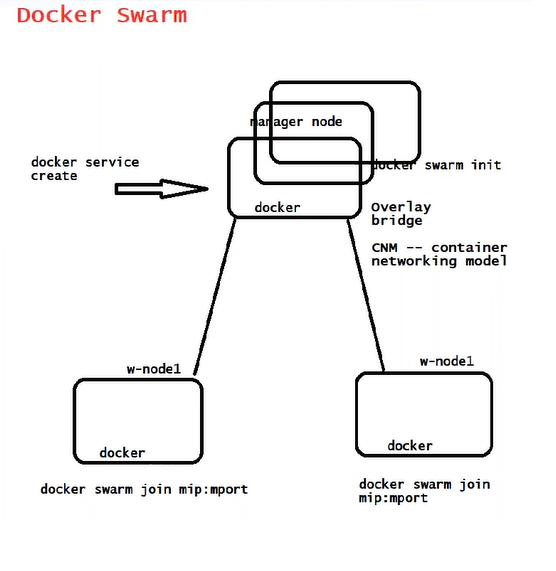 Docker Swarm
manager node
docker service
create
docker swarm init
docker
Overlay
bridge
CNM -- container
networking model
w-node1
docker
docker swarm join mip:mport
w-node1
docker
docker swarm join
mip:mport